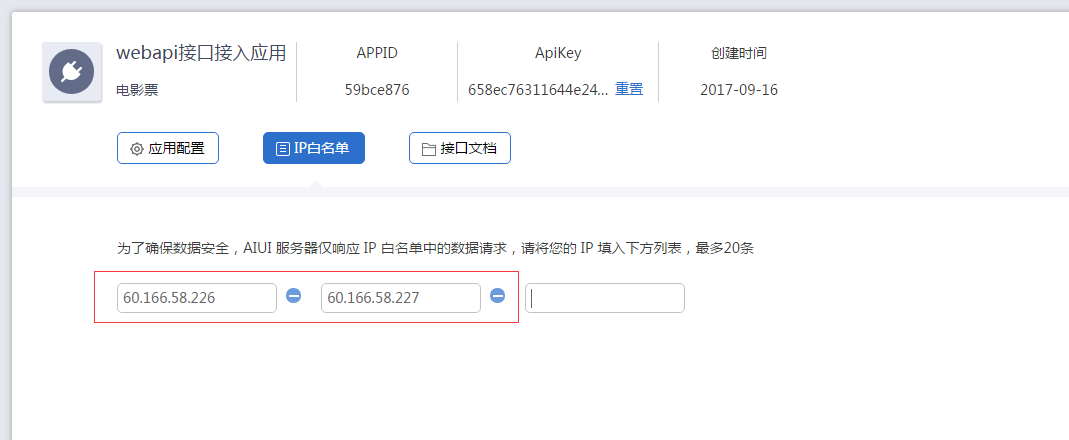 webapi接口接入应用
电影票
APPID
59bce876
ApiKey
658ec76311644e24... 重置
创建时间
2017-09-16
应用配置
IP白名单
接口文档
为了确保数据安全，AIUI 服务器仅响应 IP 白名单中的数据请求，请将您的 IP 填入下方列表，最多20条
60.166.58.226
60.166.58.227